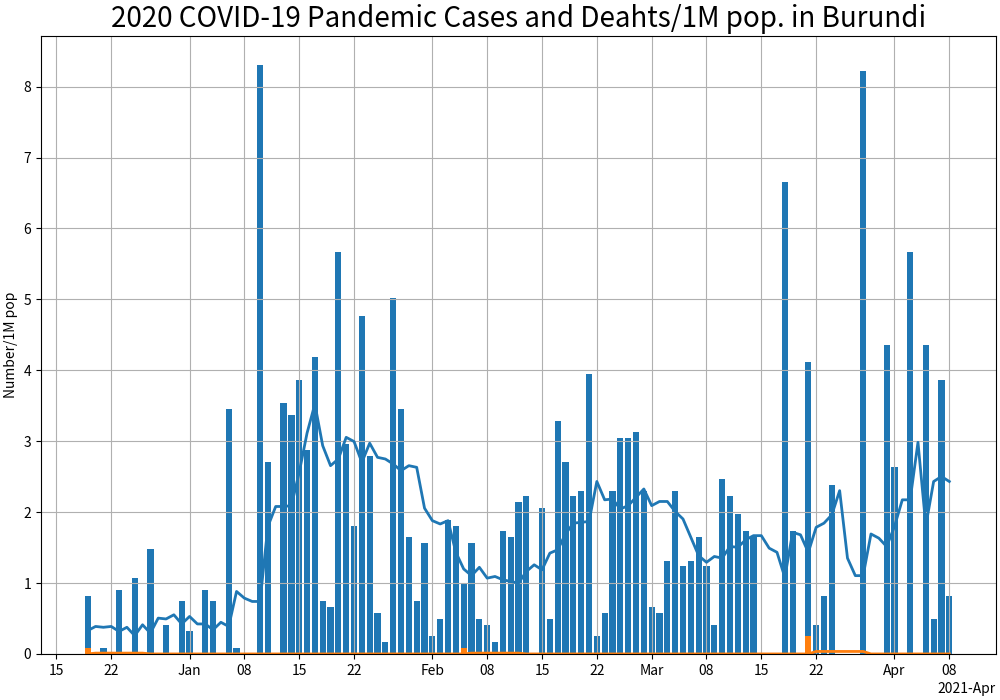 2020 COVID-19 Pandemic Cases and Deahts/1M pop. in Burundi
Number/1M pop
8
7
6
5
4
3
2
1
0
15 22 Jan 08 15 22 Feb 08 15 22 Mar 08 15 22 Apr 08
2021-Apr